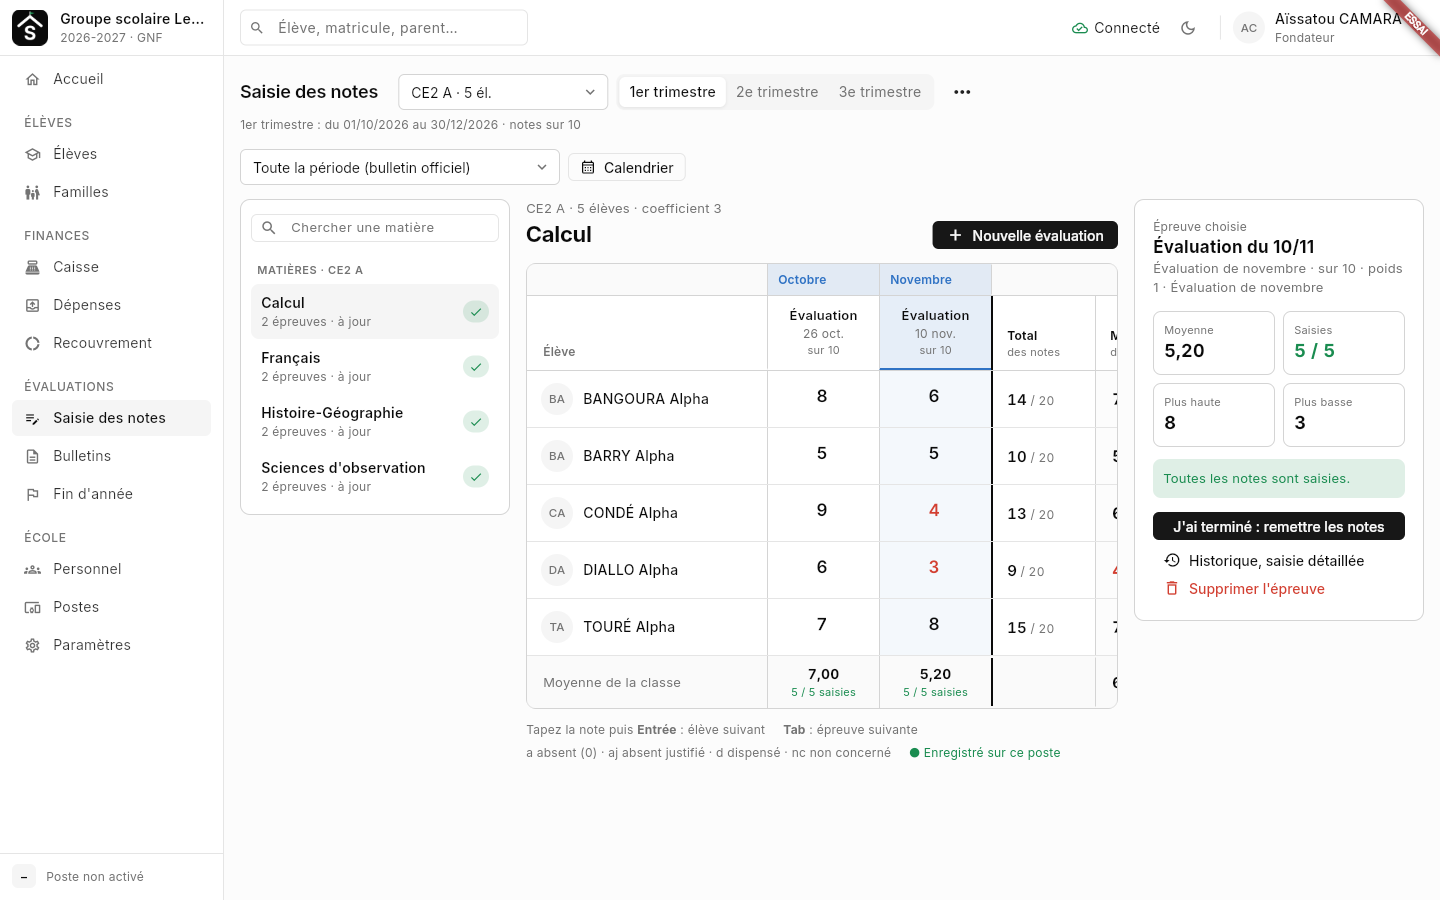 Groupe scolaire Le...
2026-2027 · GNF
Élève, matricule, parent...
Connecté
AC
Aïssatou CAMARA
Fondateur
ESSAI
Accueil
ÉLÈVES
Élèves
Familles
FINANCES
Caisse
Dépenses
Recouvrement
ÉVALUATIONS
Saisie des notes
Bulletins
Fin d'année
ÉCOLE
Personnel
Postes
Paramètres
Poste non activé
Saisie des notes
CE2 A · 5 él.
1er trimestre
2e trimestre
3e trimestre
1er trimestre : du 01/10/2026 au 30/12/2026 · notes sur 10
Toute la période (bulletin officiel)
Calendrier
Chercher une matière
MATIÈRES · CE2 A
Calcul
2 épreuves · à jour
Français
2 épreuves · à jour
Histoire-Géographie
2 épreuves · à jour
Sciences d'observation
2 épreuves · à jour
CE2 A · 5 élèves · coefficient 3
Calcul
+ Nouvelle évaluation
Octobre Novembre
Élève
Évaluation
26 oct.
sur 10
Évaluation
10 nov.
sur 10
Total
des notes
BA BANGOURA Alpha 8 6 14 / 20
BA BARRY Alpha 5 5 10 / 20
CA CONDÉ Alpha 9 4 13 / 20
DA DIALLO Alpha 6 3 9 / 20
TA TOURÉ Alpha 7 8 15 / 20
Moyenne de la classe
7,00
5 / 5 saisies
5,20
5 / 5 saisies
Tapez la note puis Entrée : élève suivant Tab : épreuve suivante
a absent (0) · aj absent justifié · d dispensé · nc non concerné
Enregistré sur ce poste
Épreuve choisie
Évaluation du 10/11
Évaluation de novembre · sur 10 · poids
1 · Évaluation de novembre
Moyenne
5,20
Saisies
5 / 5
Plus haute
8
Plus basse
3
Toutes les notes sont saisies.
J'ai terminé : remettre les notes
Historique, saisie détaillée
Supprimer l'épreuve